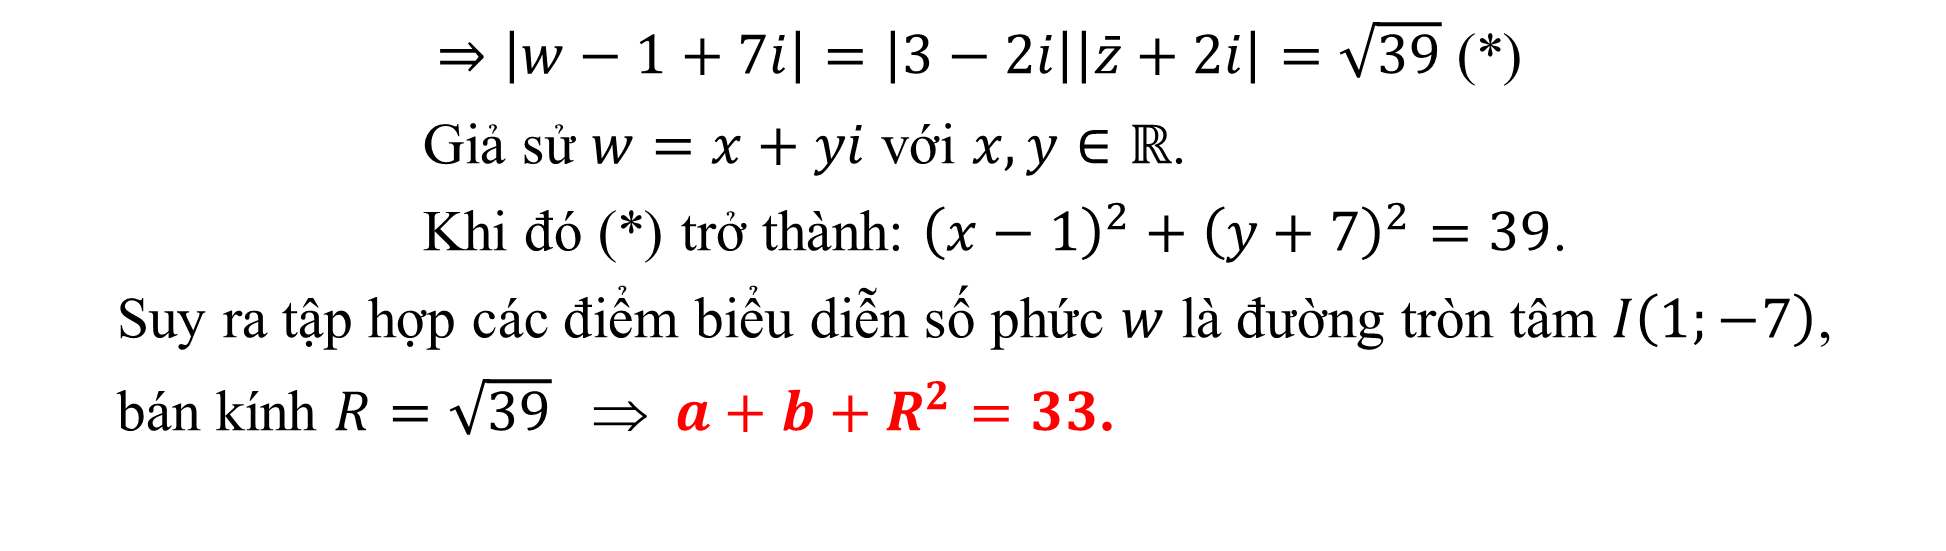 ⇒ |w − 1 + 7i| = |3 − 2i||z̄ + 2i| = √39 (*)
Giả sử w = x + yi với x, y ∈ ℝ.
Khi đó (*) trở thành: (x − 1)² + (y + 7)² = 39.
Suy ra tập hợp các điểm biểu diễn số phức w là đường tròn tâm I(1; −7),
bán kính R = √39 ⇒ a + b + R² = 33.